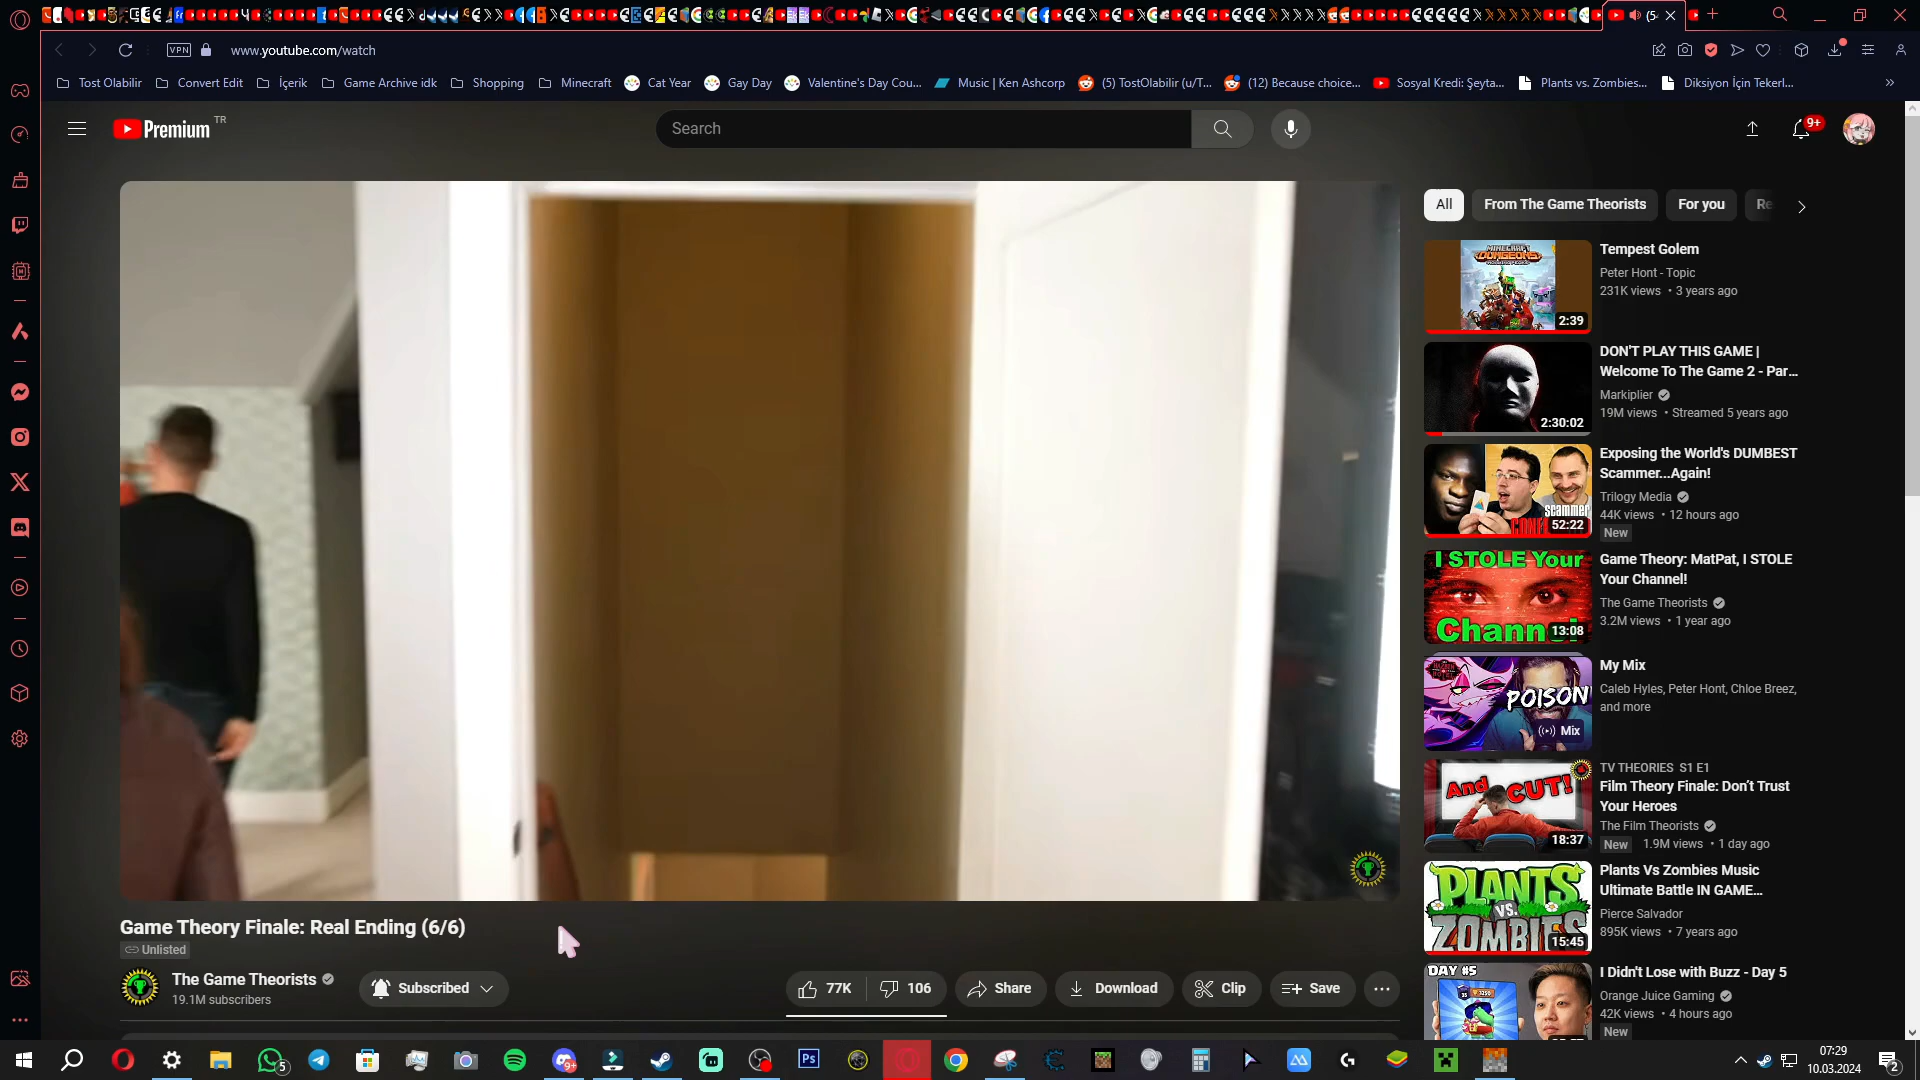 (5
VPN
www.youtube.com/watch
Tost Olabilir
Convert Edit
İçerik
Game Archive idk
Shopping
Minecraft
Cat Year
Gay Day
Valentine's Day Cou...
Music | Ken Ashcorp
(5) TostOlabilir (u/T...
(12) Because choice...
Sosyal Kredi: Şeyta...
Plants vs. Zombies...
Diksiyon İçin Tekerl...
»
Premium
TR
Search
9+
All
From The Game Theorists
For you
Re
MINECRAFT
DUNGEONS
2:39
Tempest Golem
Peter Hont - Topic
231K views • 3 years ago
2:30:02
DON'T PLAY THIS GAME |
Welcome To The Game 2 - Par...
Markiplier
19M views • Streamed 5 years ago
SCAMMER
52:22
Exposing the World's DUMBEST
Scammer...Again!
Trilogy Media
44K views • 12 hours ago
New
I STOLE Your
Chann
13:08
Game Theory: MatPat, I STOLE
Your Channel!
The Game Theorists
3.2M views • 1 year ago
POISON
Mix
My Mix
Caleb Hyles, Peter Hont, Chloe Breez,
and more
And CUT!
18:37
TV THEORIES S1 E1
Film Theory Finale: Don't Trust
Your Heroes
The Film Theorists
New 1.9M views • 1 day ago
PLANTS
VS.
ZOMBIES
15:45
Plants Vs Zombies Music
Ultimate Battle IN GAME...
Pierce Salvador
895K views • 7 years ago
DAY #5
I Didn't Lose with Buzz - Day 5
Orange Juice Gaming
42K views • 4 hours ago
New
Game Theory Finale: Real Ending (6/6)
Unlisted
The Game Theorists
19.1M subscribers
Subscribed
77K
106
Share
Download
Clip
Save
5
9+
Ps
07:29
10.03.2024
2